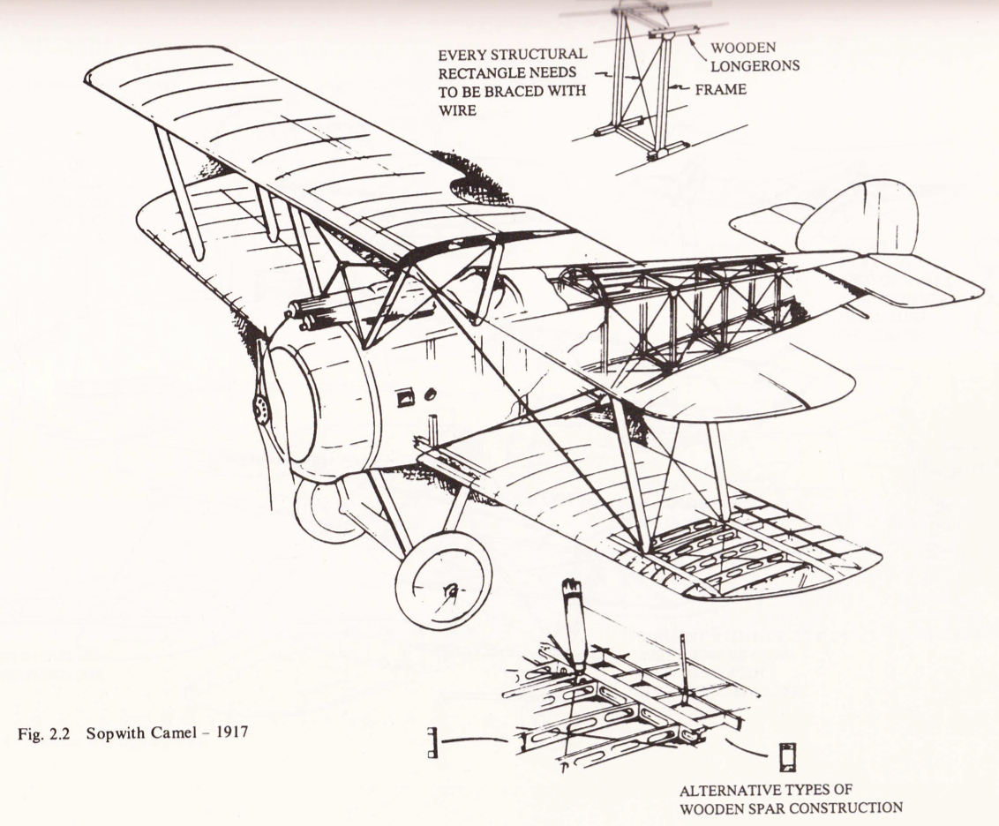 EVERY STRUCTURAL
RECTANGLE NEEDS
TO BE BRACED WITH
WIRE
WOODEN
LONGERONS
FRAME
Fig. 2.2 Sopwith Camel – 1917
ALTERNATIVE TYPES OF
WOODEN SPAR CONSTRUCTION